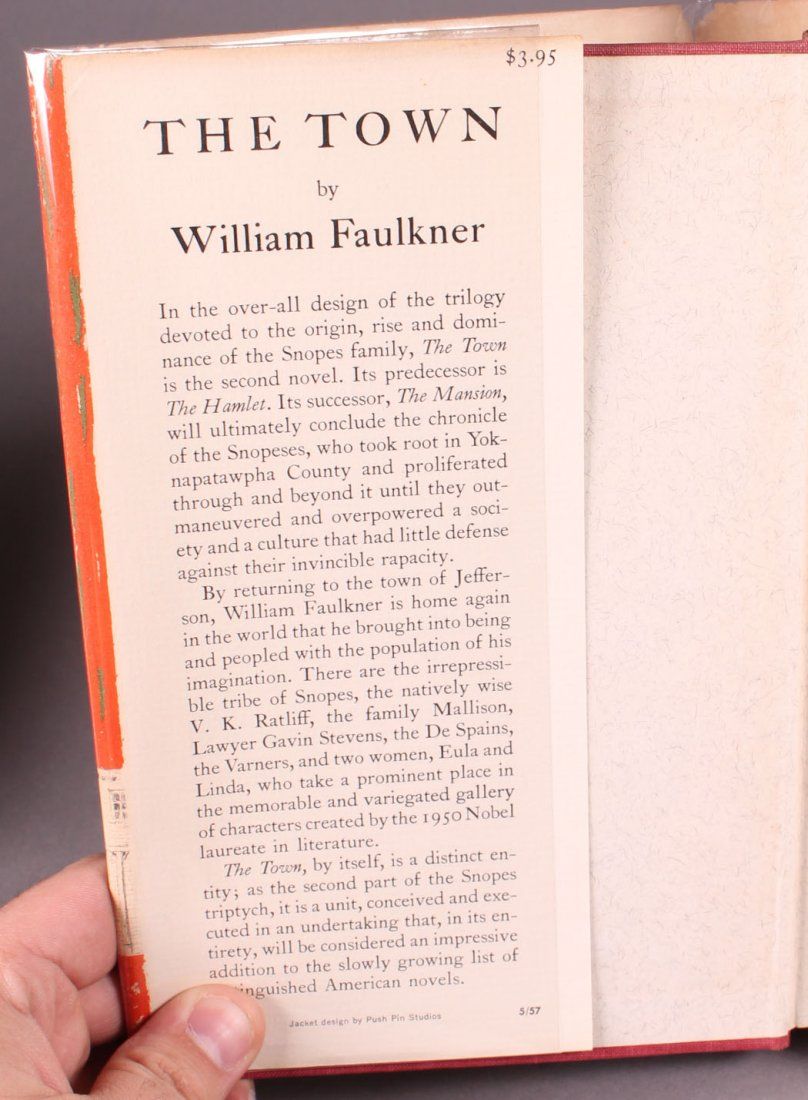 $3.95
THE TOWN
by
William Faulkner
In the over-all design of the trilogy
devoted to the origin, rise and domi-
nance of the Snopes family, The Town
is the second novel. Its predecessor is
The Hamlet. Its successor, The Mansion,
will ultimately conclude the chronicle
of the Snopeses, who took root in Yok-
napatawpha County and proliferated
through and beyond it until they out-
maneuvered and overpowered a soci-
ety and a culture that had little defense
against their invincible rapacity.
By returning to the town of Jeffer-
son, William Faulkner is home again
in the world that he brought into being
and peopled with the population of his
imagination. There are the irrepressi-
ble tribe of Snopes, the natively wise
V. K. Ratliff, the family Mallison,
Lawyer Gavin Stevens, the De Spains,
the Varners, and two women, Eula and
Linda, who take a prominent place in
the memorable and variegated gallery
of characters created by the 1950 Nobel
laureate in literature.
The Town, by itself, is a distinct en-
tity; as the second part of the Snopes
triptych, it is a unit, conceived and exe-
cuted in an undertaking that, in its en-
tirety, will be considered an impressive
addition to the slowly growing list of
inguished American novels.
Jacket design by Push Pin Studios 5/57